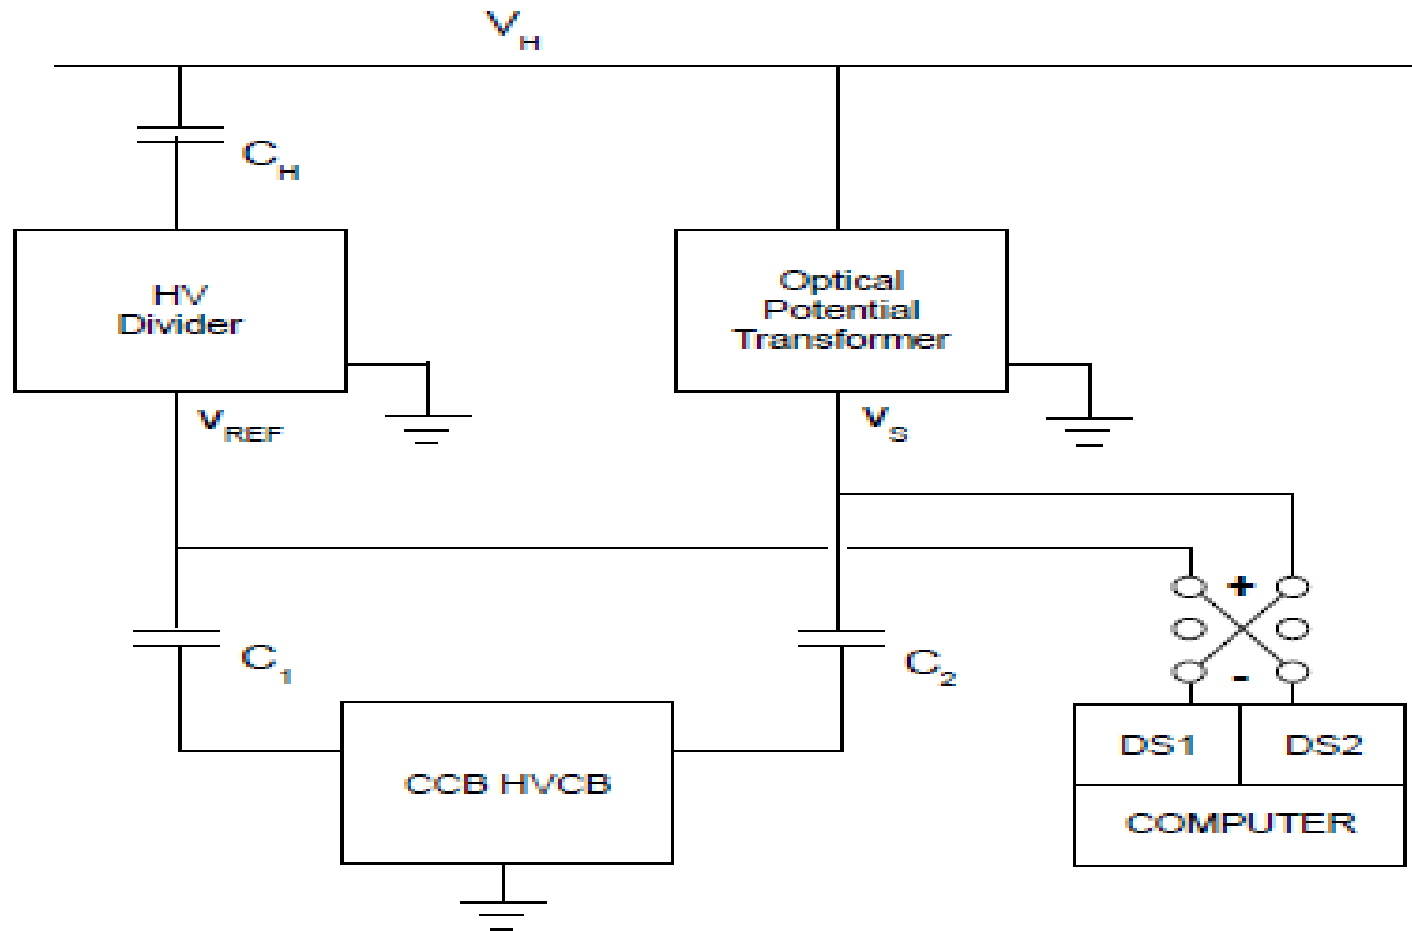 VH
CH
HV
Divider
Optical
Potential
Transformer
VREF
VS
+
-
C1
C2
DS1
DS2
CCB HVCB
COMPUTER